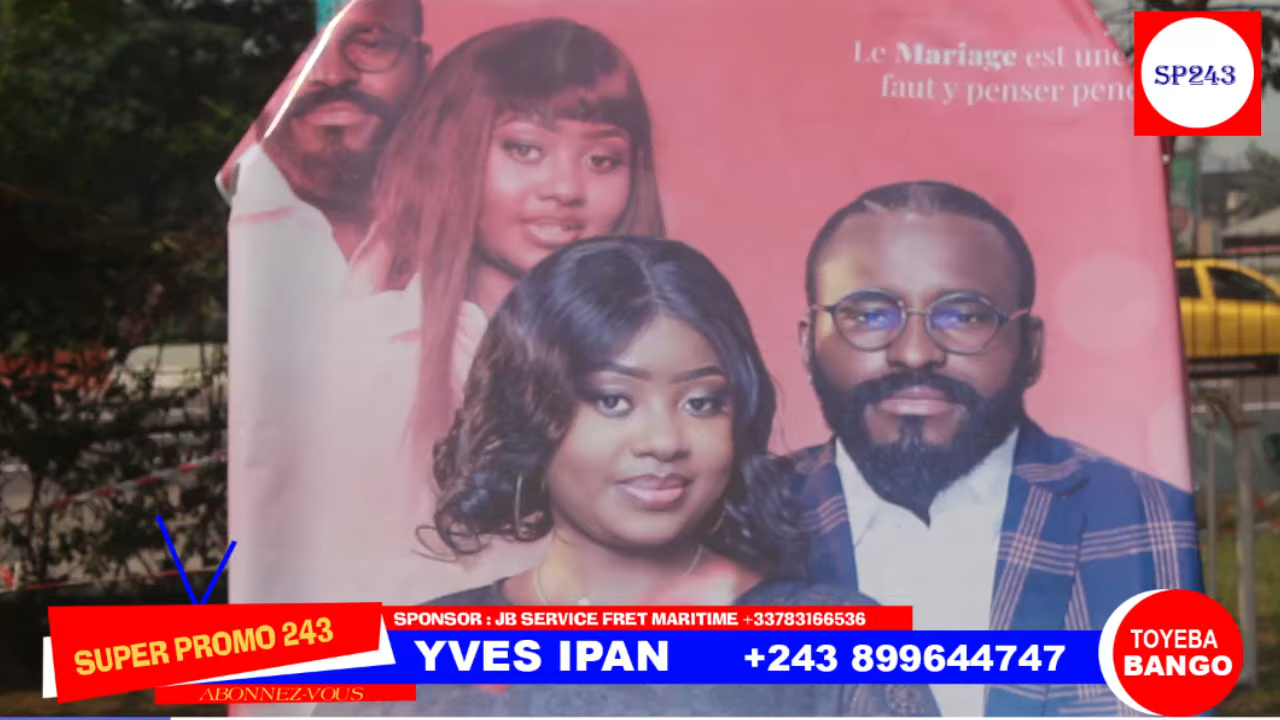 Le Mariage est une
faut y penser
SP243
SPONSOR : JB SERVICE FRET MARITIME +33783166536
SUPER PROMO 243
YVES IPAN +243 899644747
TOYEBA
BANGO
ABONNEZ-VOUS